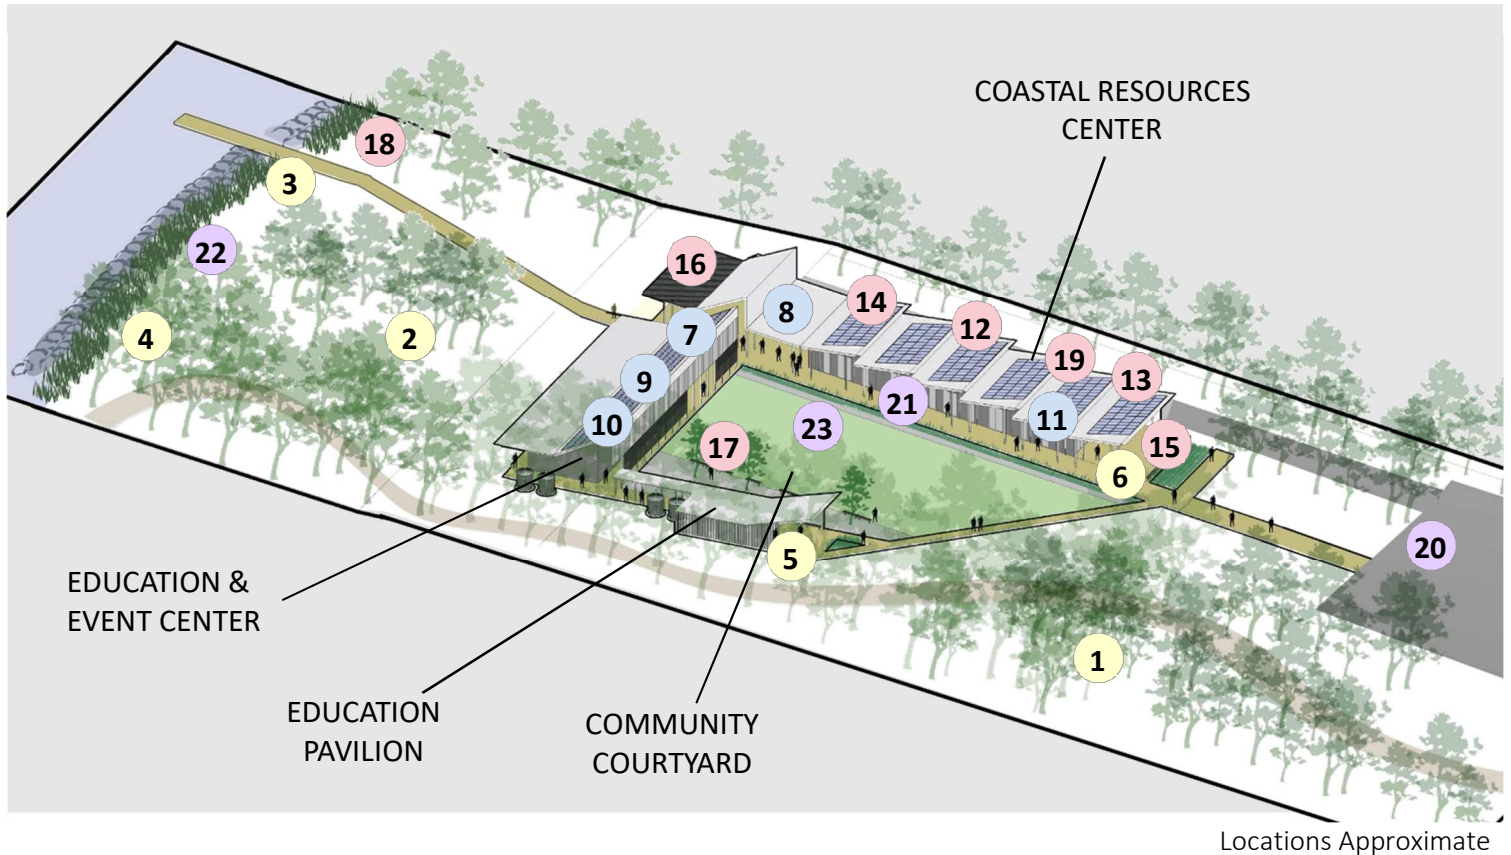 COASTAL RESOURCES
CENTER
18
3
22
16
4
2
7
8
14
12
19
13
9
21
11
10
23
17
15
6
5
20
1
EDUCATION &
EVENT CENTER
EDUCATION
PAVILION
COMMUNITY
COURTYARD
Locations Approximate